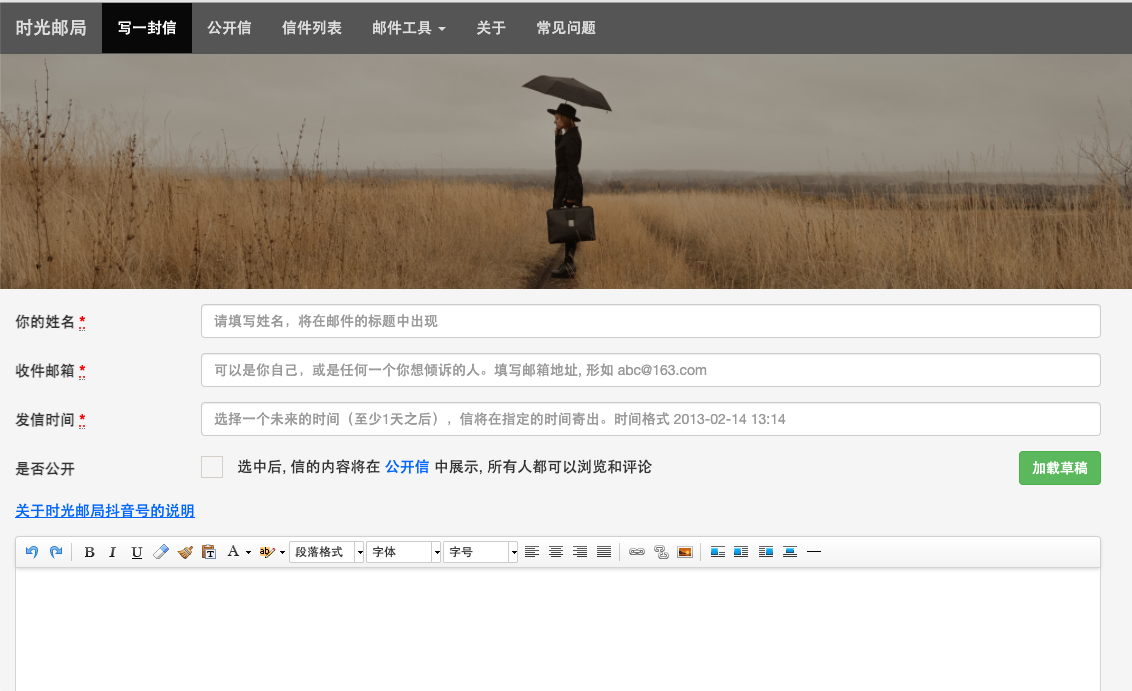 时光邮局 写一封信 公开信 信件列表 邮件工具 关于 常见问题
你的姓名 * 请填写姓名，将在邮件的标题中出现
收件邮箱 * 可以是你自己，或是任何一个你想倾诉的人。填写邮箱地址, 形如 abc@163.com
发信时间 * 选择一个未来的时间（至少1天之后），信将在指定的时间寄出。时间格式 2013-02-14 13:14
是否公开 选中后, 信的内容将在 公开信 中展示, 所有人都可以浏览和评论 加载草稿
关于时光邮局抖音号的说明
B I U T A ab 段落格式 字体 字号